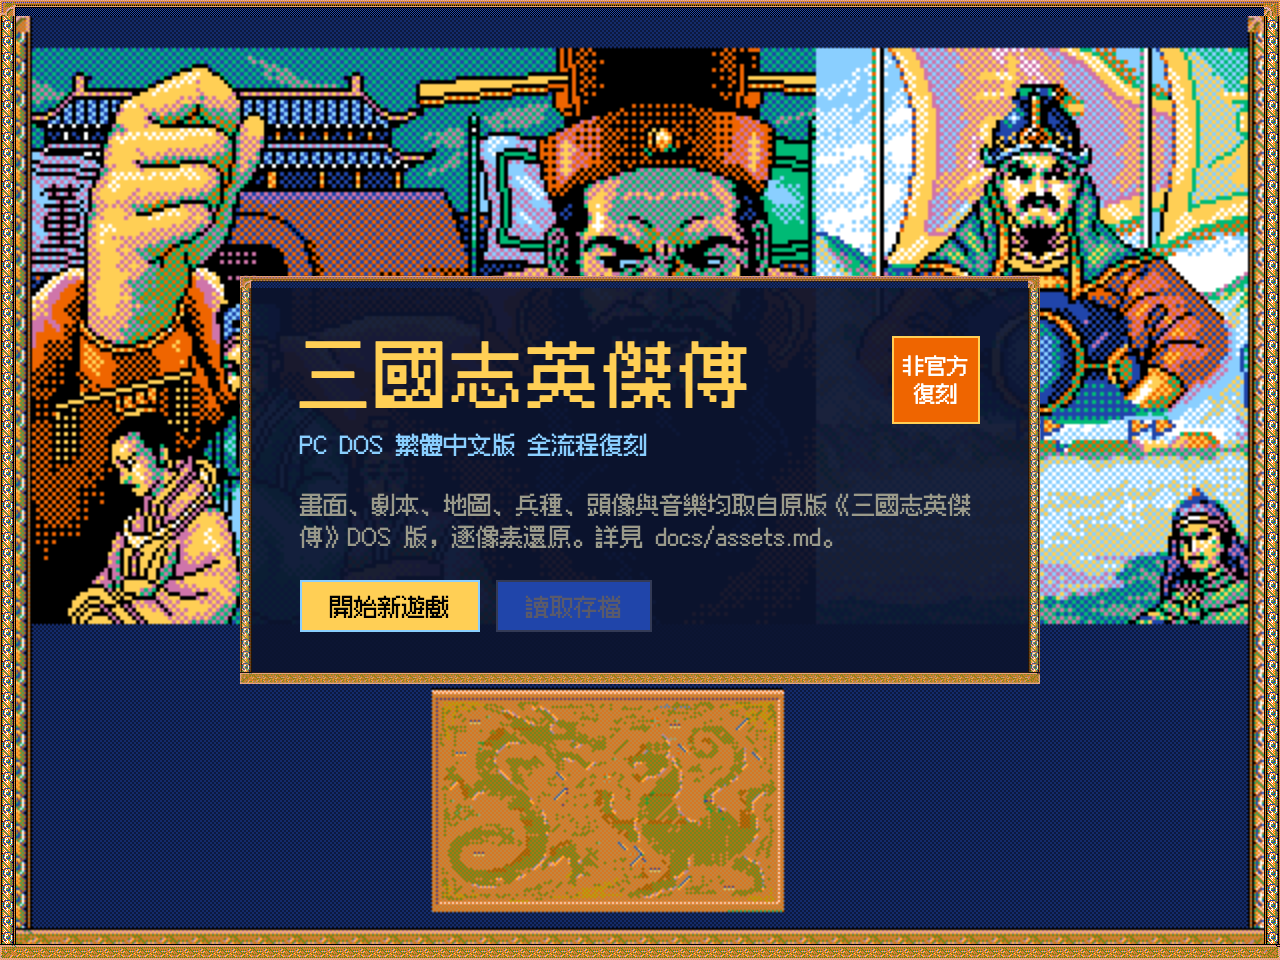 董
三國志英傑傳
非官方
復刻
PC DOS 繁體中文版 全流程復刻
畫面、劇本、地圖、兵種、頭像與音樂均取自原版《三國志英傑
傳》DOS 版，逐像素還原。詳見 docs/assets.md。
開始新遊戲
讀取存檔